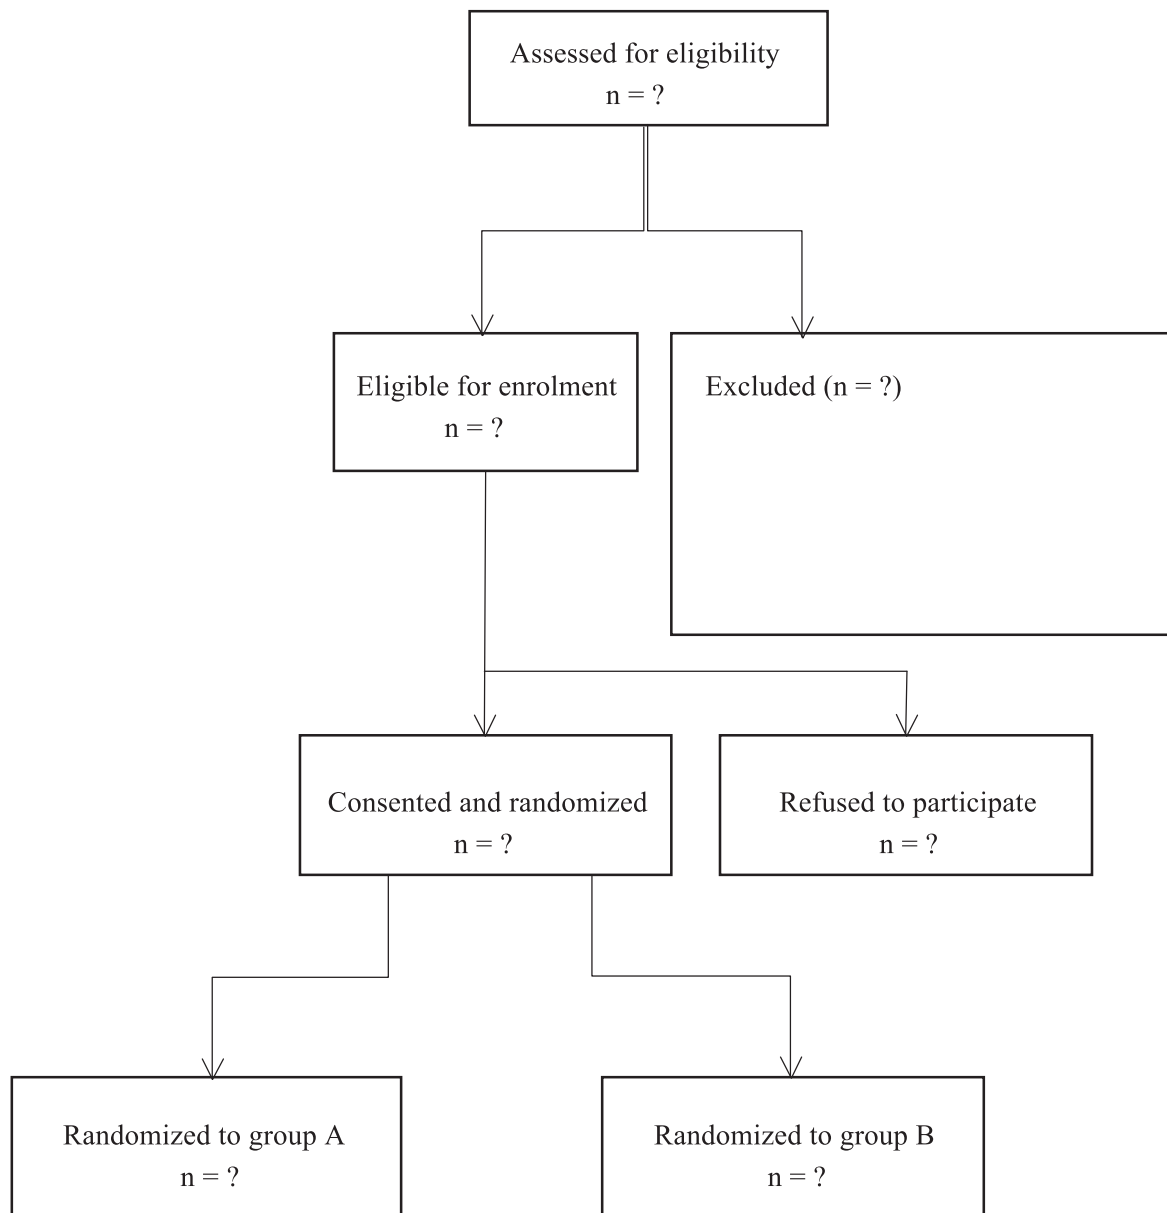 Assessed for eligibility
n = ?
Eligible for enrolment
n = ?
Excluded (n = ?)
Consented and randomized
n = ?
Refused to participate
n = ?
Randomized to group A
n = ?
Randomized to group B
n = ?